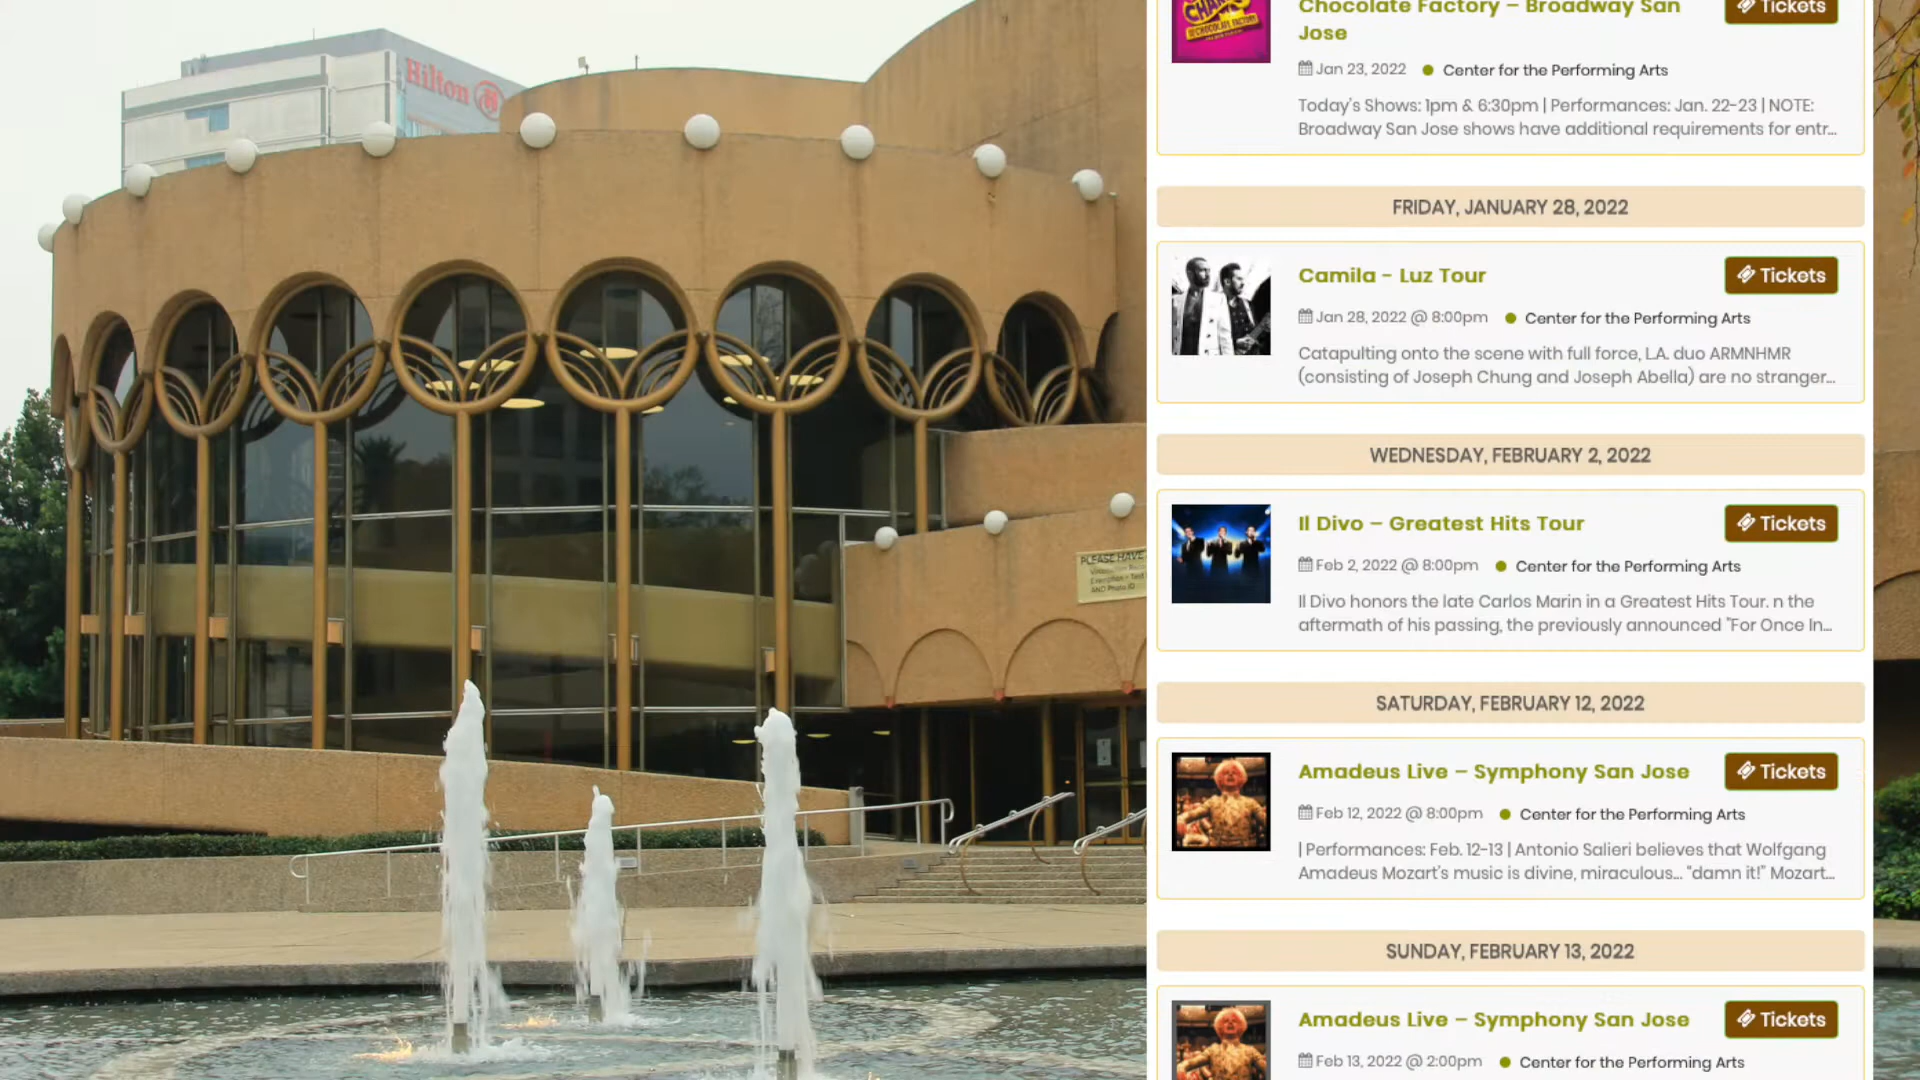 Hilton
PLEASE HAVE
AND Photo ID
Chocolate Factory – Broadway San
Jose
Tickets
Jan 23, 2022 Center for the Performing Arts
Today's Shows: 1pm & 6:30pm | Performances: Jan. 22-23 | NOTE:
Broadway San Jose shows have additional requirements for entr...
FRIDAY, JANUARY 28, 2022
Camila - Luz Tour
Tickets
Jan 28, 2022 @ 8:00pm Center for the Performing Arts
Catapulting onto the scene with full force, L.A. duo ARMNHMR
(consisting of Joseph Chung and Joseph Abella) are no stranger...
WEDNESDAY, FEBRUARY 2, 2022
Il Divo – Greatest Hits Tour
Tickets
Feb 2, 2022 @ 8:00pm Center for the Performing Arts
Il Divo honors the late Carlos Marin in a Greatest Hits Tour. n the
aftermath of his passing, the previously announced "For Once In...
SATURDAY, FEBRUARY 12, 2022
Amadeus Live – Symphony San Jose
Tickets
Feb 12, 2022 @ 8:00pm Center for the Performing Arts
| Performances: Feb. 12-13 | Antonio Salieri believes that Wolfgang
Amadeus Mozart's music is divine, miraculous... "damn it!" Mozart...
SUNDAY, FEBRUARY 13, 2022
Amadeus Live – Symphony San Jose
Tickets
Feb 13, 2022 @ 2:00pm Center for the Performing Arts